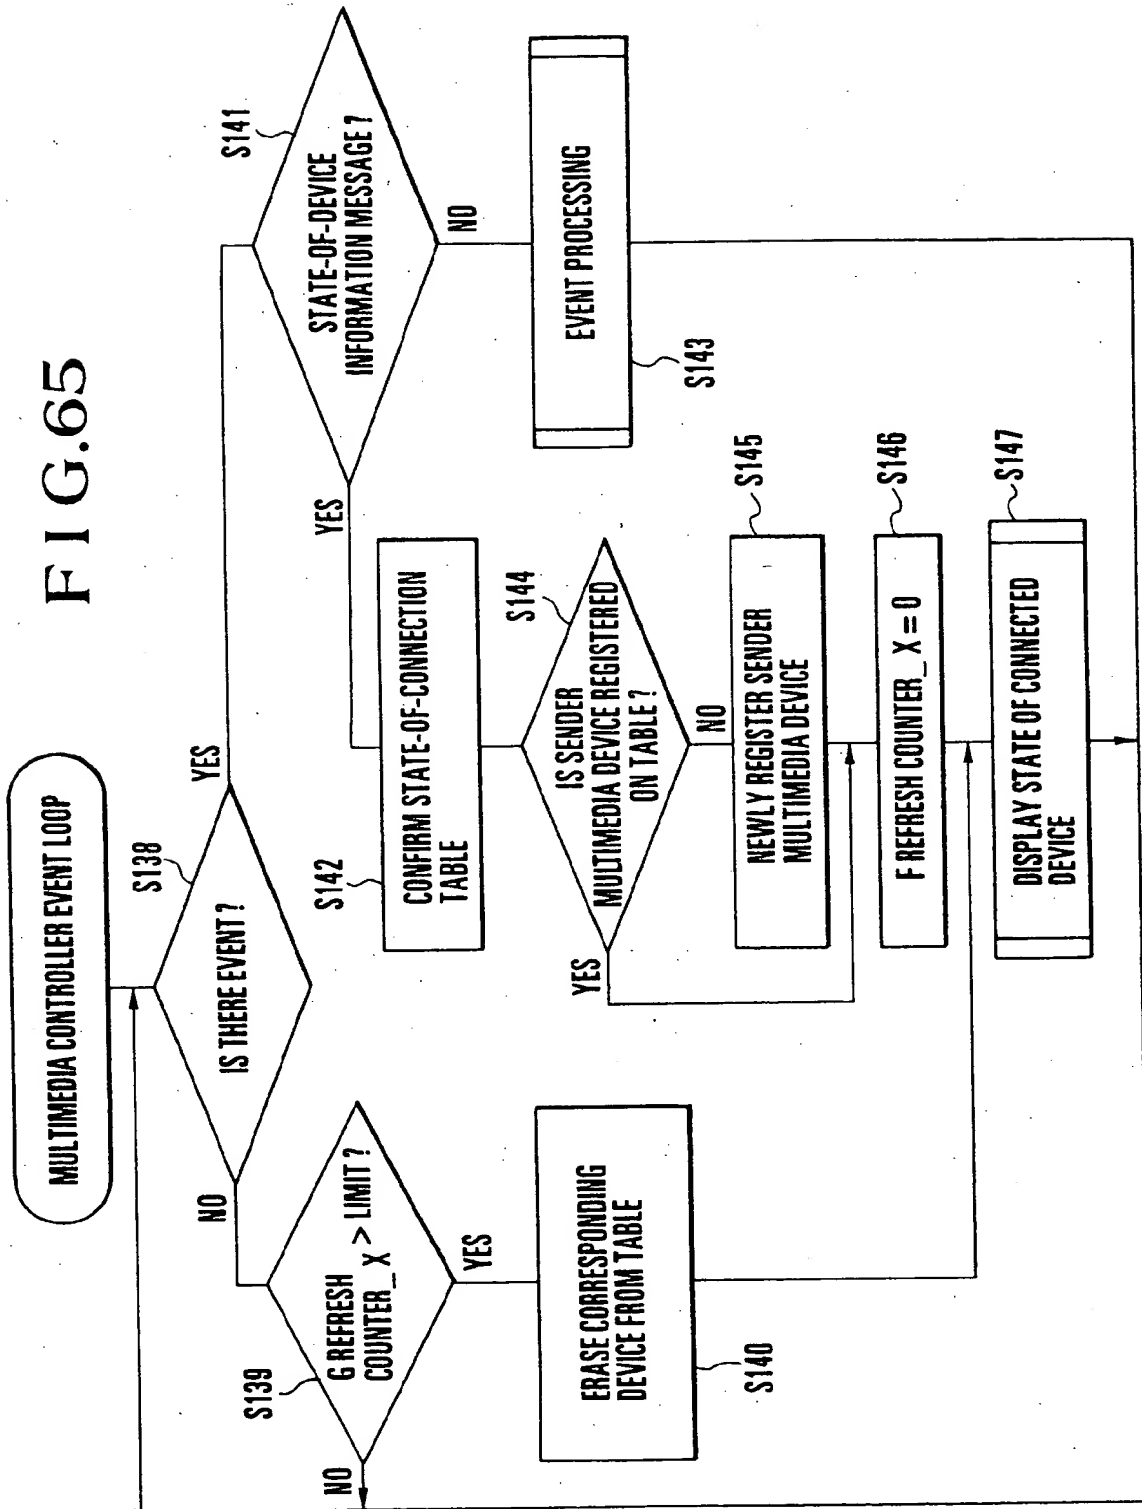 F I G.65
MULTIMEDIA CONTROLLER EVENT LOOP
S138
IS THERE EVENT?
NO
YES
S139
G REFRESH
COUNTER_X > LIMIT?
NO
YES
ERASE CORRESPONDING
DEVICE FROM TABLE
S140
S141
STATE-OF-DEVICE
INFORMATION MESSAGE?
YES
NO
EVENT PROCESSING
S143
S142
CONFIRM STATE-OF-CONNECTION
TABLE
S144
IS SENDER
MULTIMEDIA DEVICE REGISTERED
ON TABLE?
YES
NO
S145
NEWLY REGISTER SENDER
MULTIMEDIA DEVICE
S146
F REFRESH COUNTER_X=0
S147
DISPLAY STATE OF CONNECTED
DEVICE